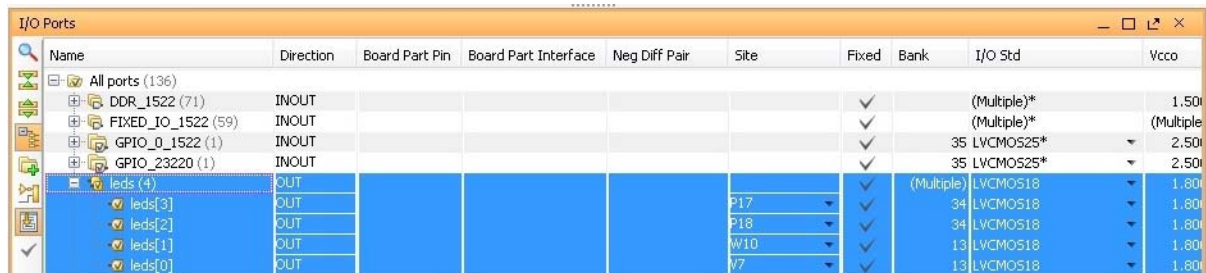 I/O Ports
Name Direction Board Part Pin Board Part Interface Neg Diff Pair Site Fixed Bank I/O Std Vcco
All ports (136)
DDR_1522 (71) INOUT (Multiple)* 1.50
FIXED_IO_1522 (59) INOUT (Multiple)* (Multiple
GPIO_0_1522 (1) INOUT 35 LVCMOS25* 2.50
GPIO_23220 (1) INOUT 35 LVCMOS25* 2.50
leds (4) OUT (Multiple) LVCMOS18 1.80
leds[3] OUT P17 34 LVCMOS18 1.80
leds[2] OUT P18 34 LVCMOS18 1.80
leds[1] OUT W10 13 LVCMOS18 1.80
leds[0] OUT V7 13 LVCMOS18 1.80